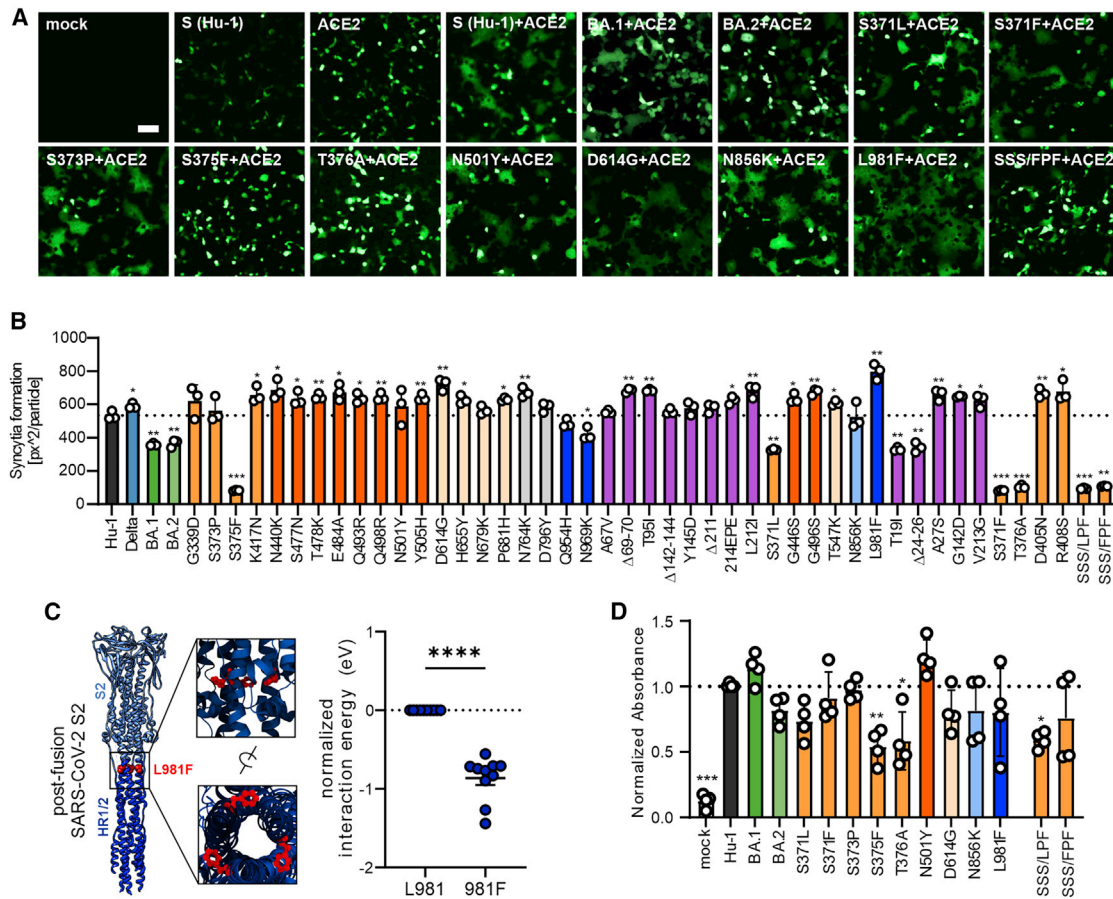 A
mock
S (Hu-1)
ACE2
S (Hu-1)+ACE2
BA.1+ACE2
BA.2+ACE2
S371L+ACE2
S371F+ACE2
S373P+ACE2
S375F+ACE2
T376A+ACE2
N501Y+ACE2
D614G+ACE2
N856K+ACE2
L981F+ACE2
SSS/FPF+ACE2
B
Syncytia formation
[px^2/particle]
1000
800
600
400
200
0
*
**
**
***
*
*
*
**
*
*
**
**
**
*
*
**
*
**
**
**
*
**
**
*
**
*
**
**
**
**
*
*
***
***
**
*
***
**
Hu-1
Delta
BA.1
BA.2
G339D
S373P
S375F
K417N
N440K
S477N
T478K
E484A
Q493R
Q498R
N501Y
Y505H
D614G
H655Y
N679K
P681H
N764K
D796Y
Q954H
N969K
A67V
Δ69-70
T95I
Δ142-144
Y145D
Δ211
214EPE
L212I
S371L
G446S
G496S
T547K
N856K
L981F
T19I
Δ24-26
A27S
G142D
V213G
S371F
T376A
D405N
R408S
SSS/LPF
SSS/FPF
C
post-fusion
SARS-CoV-2 S2
S2
HR1/2
L981F
normalized
interaction energy (eV)
1
0
-1
-2
****
L981
981F
D
Normalized Absorbance
1.5
1.0
0.5
0.0
***
**
*
*
mock
Hu-1
BA.1
BA.2
S371L
S371F
S373P
S375F
T376A
N501Y
D614G
N856K
L981F
SSS/LPF
SSS/FPF